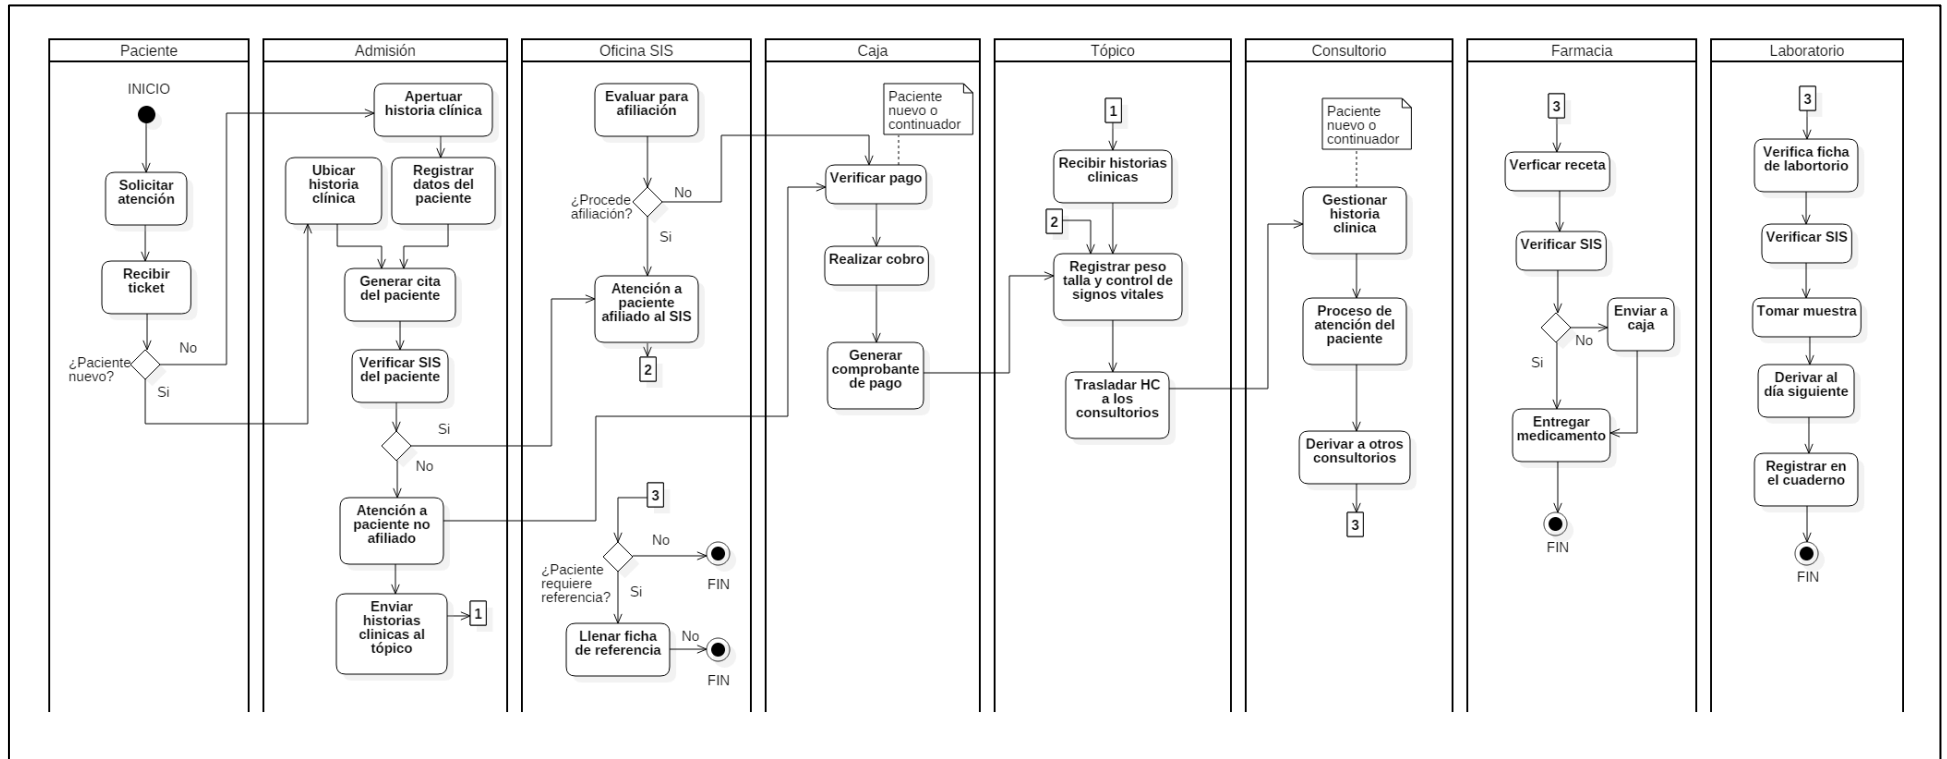 Paciente
INICIO
Solicitar
atención
Recibir
ticket
¿Paciente
nuevo?
No
Si
Admisión
Apertuar
historia clínica
Ubicar
historia
clínica
Registrar
datos del
paciente
Generar cita
del paciente
Verificar SIS
del paciente
Si
No
Atención a
paciente no
afiliado
Enviar
historias
clinicas al
tópico
1
Oficina SIS
Evaluar para
afiliación
¿Procede
afiliación?
No
Si
Atención a
paciente
afiliado al SIS
2
3
¿Paciente
requiere
referencia?
No
FIN
Si
Llenar ficha
de referencia
No
FIN
Caja
Paciente
nuevo o
continuador
Verificar pago
Realizar cobro
Generar
comprobante
de pago
Tópico
1
Recibir historias
clinicas
2
Registrar peso
talla y control de
signos vitales
Trasladar HC
a los
consultorios
Consultorio
Paciente
nuevo o
continuador
Gestionar
historia
clinica
Proceso de
atención del
paciente
Derivar a otros
consultorios
3
Farmacia
3
Verficar receta
Verificar SIS
Enviar a
caja
No
Si
Entregar
medicamento
FIN
Laboratorio
3
Verifica ficha
de labortorio
Verificar SIS
Tomar muestra
Derivar al
día siguiente
Registrar en
el cuaderno
FIN